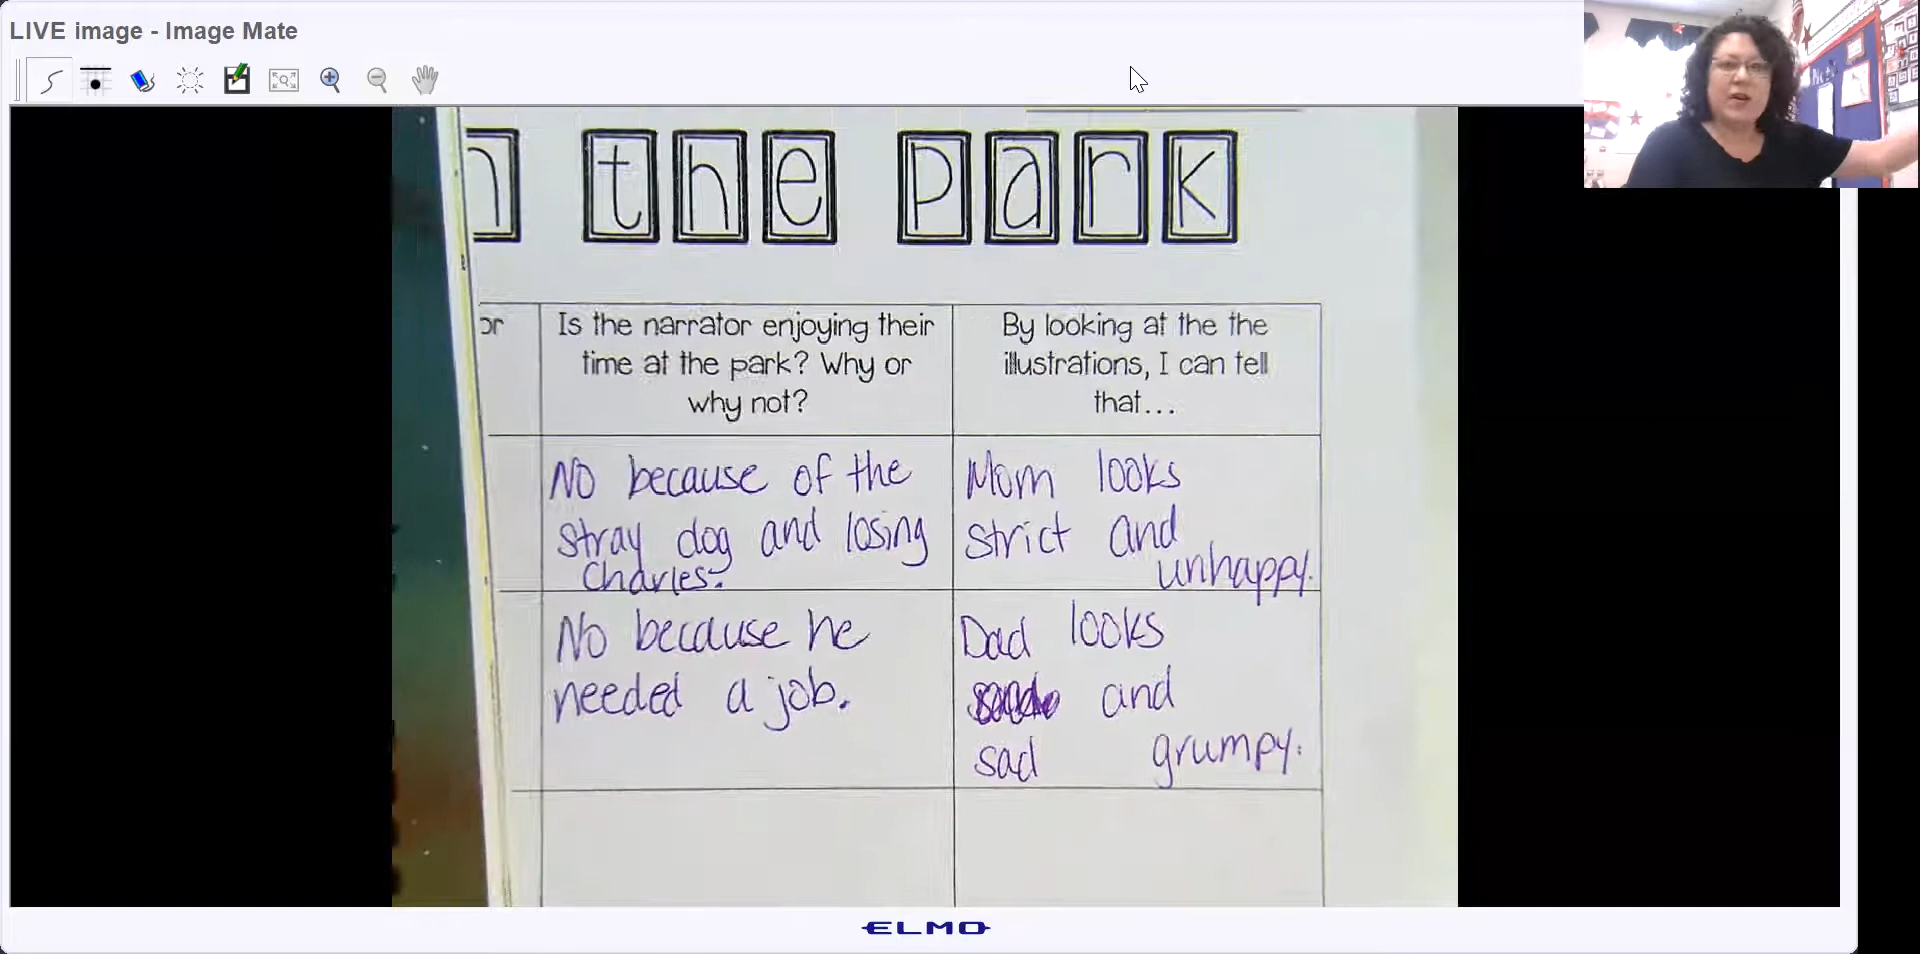 LIVE image - Image Mate
n the park
or
Is the narrator enjoying their
time at the park? Why or
why not?
By looking at the the
illustrations, I can tell
that...
No because of the
stray dog and losing
Charles.
Mom looks
strict and
unhappy.
No because he
needed a job.
Dad looks
and
sad grumpy.
ELMO